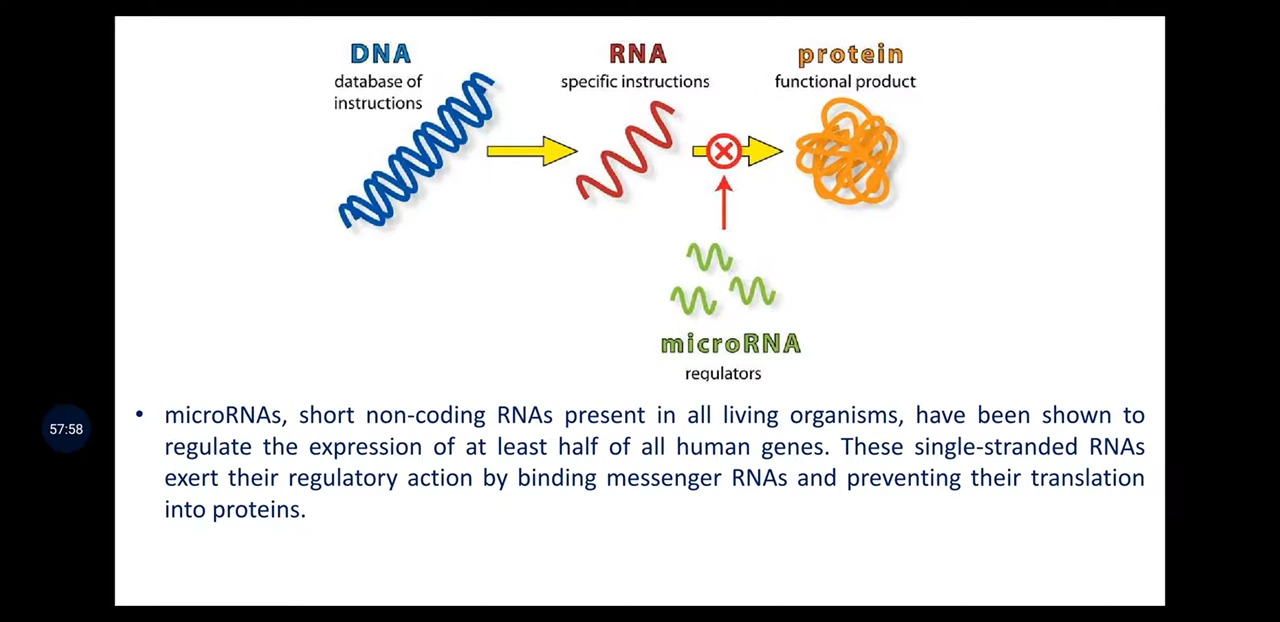 DNA
database of
instructions
RNA
specific instructions
protein
functional product
microRNA
regulators
57:58
• microRNAs, short non-coding RNAs present in all living organisms, have been shown to
regulate the expression of at least half of all human genes. These single-stranded RNAs
exert their regulatory action by binding messenger RNAs and preventing their translation
into proteins.